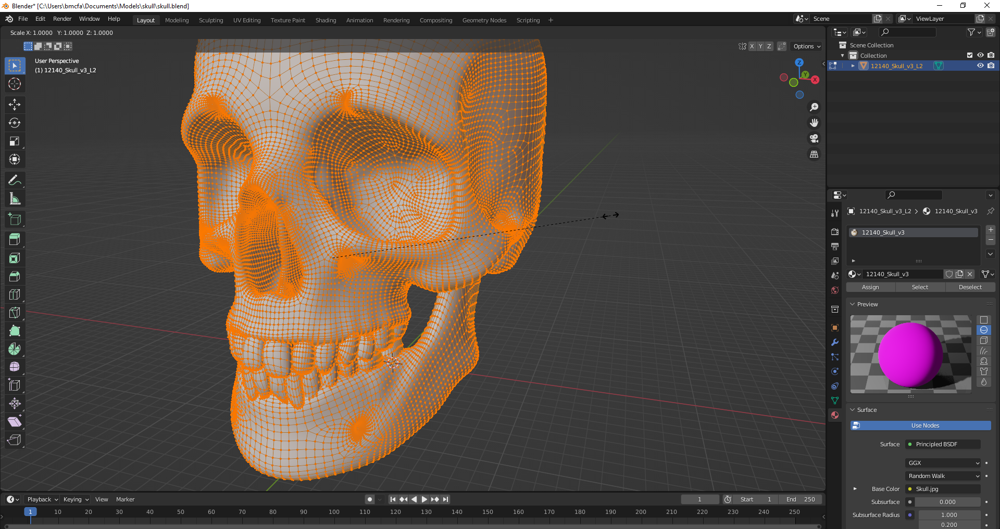 Blender* [C:\Users\bmcfa\Documents\Models\skull\skull.blend]
File Edit Render Window Help Layout Modeling Sculpting UV Editing Texture Paint Shading Animation Rendering Compositing Geometry Nodes Scripting + Scene ViewLayer
Scale X: 1.0000 Y: 1.0000 Z: 1.0000
X Y Z Options
User Perspective
(1) 12140_Skull_v3_L2
Z
Y
X
Scene Collection
Collection
12140_Skull_v3_L2
12140_Skull_v3_L2 > 12140_Skull_v3
12140_Skull_v3
12140_Skull_v3
Assign Select Deselect
Preview
Surface
Use Nodes
Surface Principled BSDF
GGX
Random Walk
Base Color Skull.jpg
Subsurface 0.000
Subsurface Radius 1.000
0.200
Playback Keying View Marker 1 Start 1 End 250
1 10 20 30 40 50 60 70 80 90 100 110 120 130 140 150 160 170 180 190 200 210 220 230 240 250